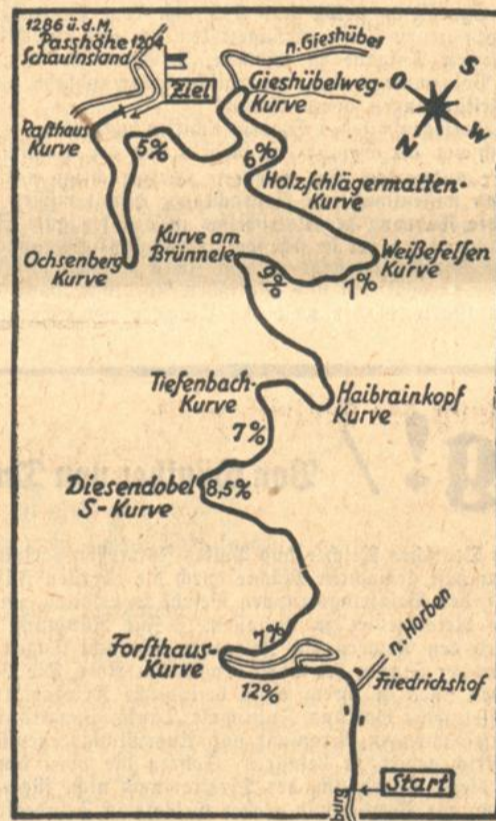 1286 ü.d.M.
Passhöhe 1204
Schauinsland
n. Gieshübel
Ziel
Gieshübelweg-
Kurve
O S
N W
Rasthaus
Kurve
5%
6%
Holzschlägermatten-
Kurve
Ochsenberg
Kurve
Kurve am
Brünnele
9%
7%
Weißefelsen
Kurve
Tiefenbach-
Kurve
Haibrainkopf
Kurve
7%
Diesendobel
S-Kurve
8,5%
7%
Forsthaus-
Kurve
12%
n. Horben
Friedrichshof
Start